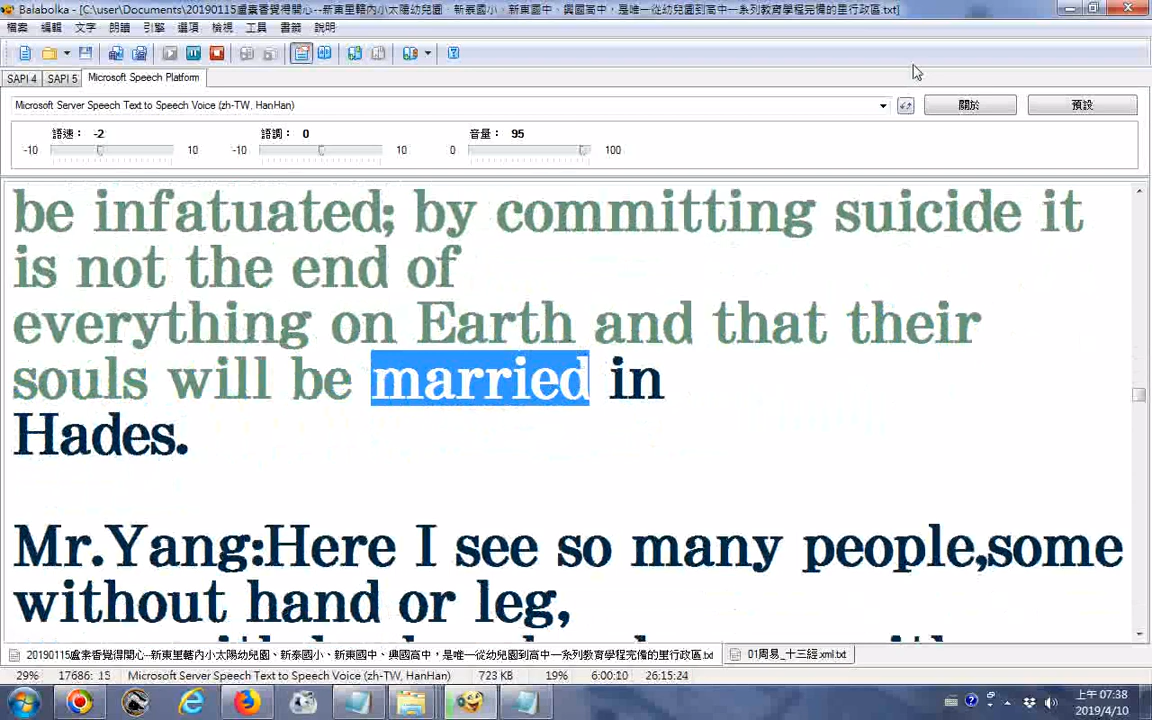 Balabolka - [C:\user\Documents\20190115盧素香覺得開心--新東里轄內小太陽幼兒園、新泰國小、新東國中、興國高中，是唯一從幼兒園到高中一系列教育學程完備的里行政區.txt]
檔案 編輯 文字 朗讀 引擎 選項 檢視 工具 書籤 說明
SAPI 4 SAPI 5 Microsoft Speech Platform
Microsoft Server Speech Text to Speech Voice (zh-TW, HanHan) 關於 預設
語速： -2 語調： 0 音量： 95
-10 10 -10 10 0 100
be infatuated; by committing suicide it
is not the end of
everything on Earth and that their
souls will be married in
Hades.
Mr.Yang:Here I see so many people,some
without hand or leg,
20190115盧素香覺得開心--新東里轄內小太陽幼兒園、新泰國小、新東國中、興國高中，是唯一從幼兒園到高中一系列教育學程完備的里行政區.txt 01周易_十三經.xml.txt
29% 17686: 15 Microsoft Server Speech Text to Speech Voice (zh-TW, HanHan) 723 KB 19% 6:00:10 26:15:24
上午 07:38
2019/4/10